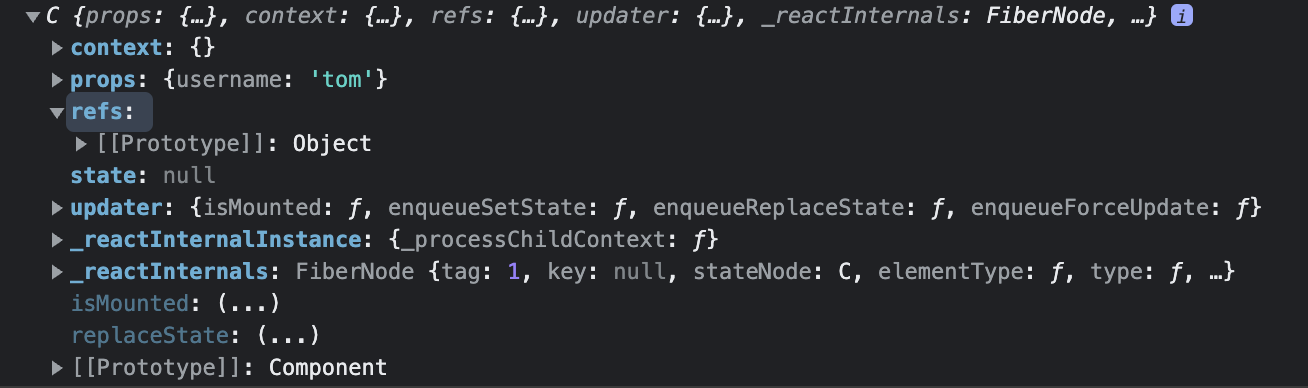 C {props: {…}, context: {…}, refs: {…}, updater: {…}, _reactInternals: FiberNode, …} i
context: {}
props: {username: 'tom'}
refs:
[[Prototype]]: Object
state: null
updater: {isMounted: ƒ, enqueueSetState: ƒ, enqueueReplaceState: ƒ, enqueueForceUpdate: ƒ}
_reactInternalInstance: {_processChildContext: ƒ}
_reactInternals: FiberNode {tag: 1, key: null, stateNode: C, elementType: ƒ, type: ƒ, …}
isMounted: (...)
replaceState: (...)
[[Prototype]]: Component